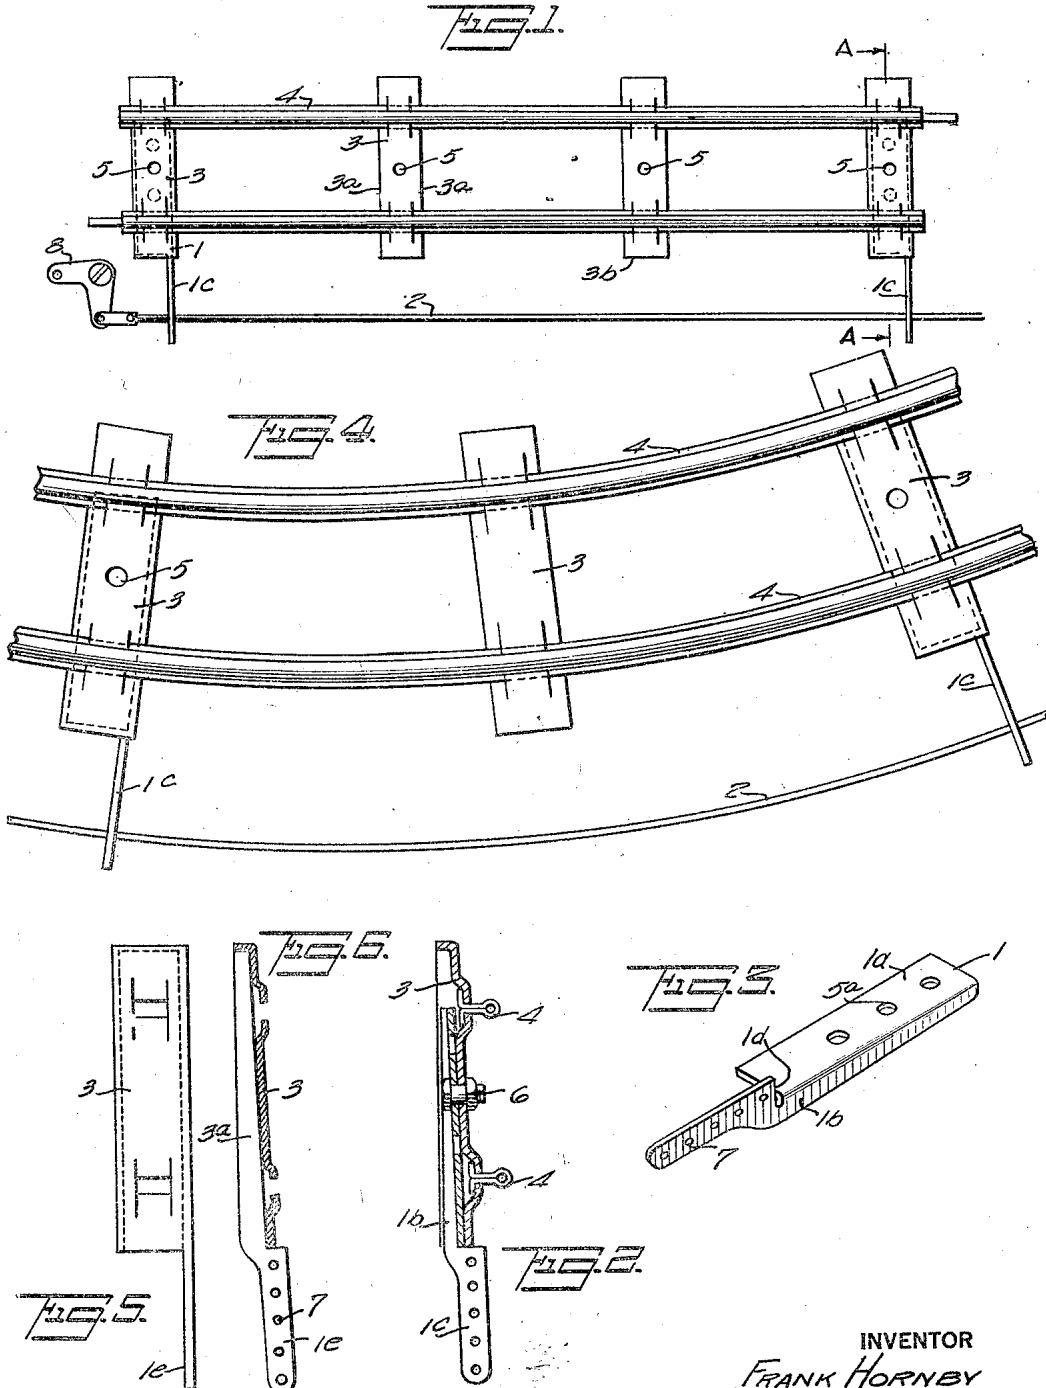 FIG.1.
A
4
3
5
5
5
5
3
3a
3a
8
1
1c
3b
1c
2
A
FIG.4.
4
3
5
3
3
4
1c
1c
2
FIG.6.
3
4
FIG.3.
1a
1
5a
1d
1b
7
3
3
6
3a
4
1b
FIG.2.
FIG.5.
7
1e
1c
1e
INVENTOR
FRANK HORNBY